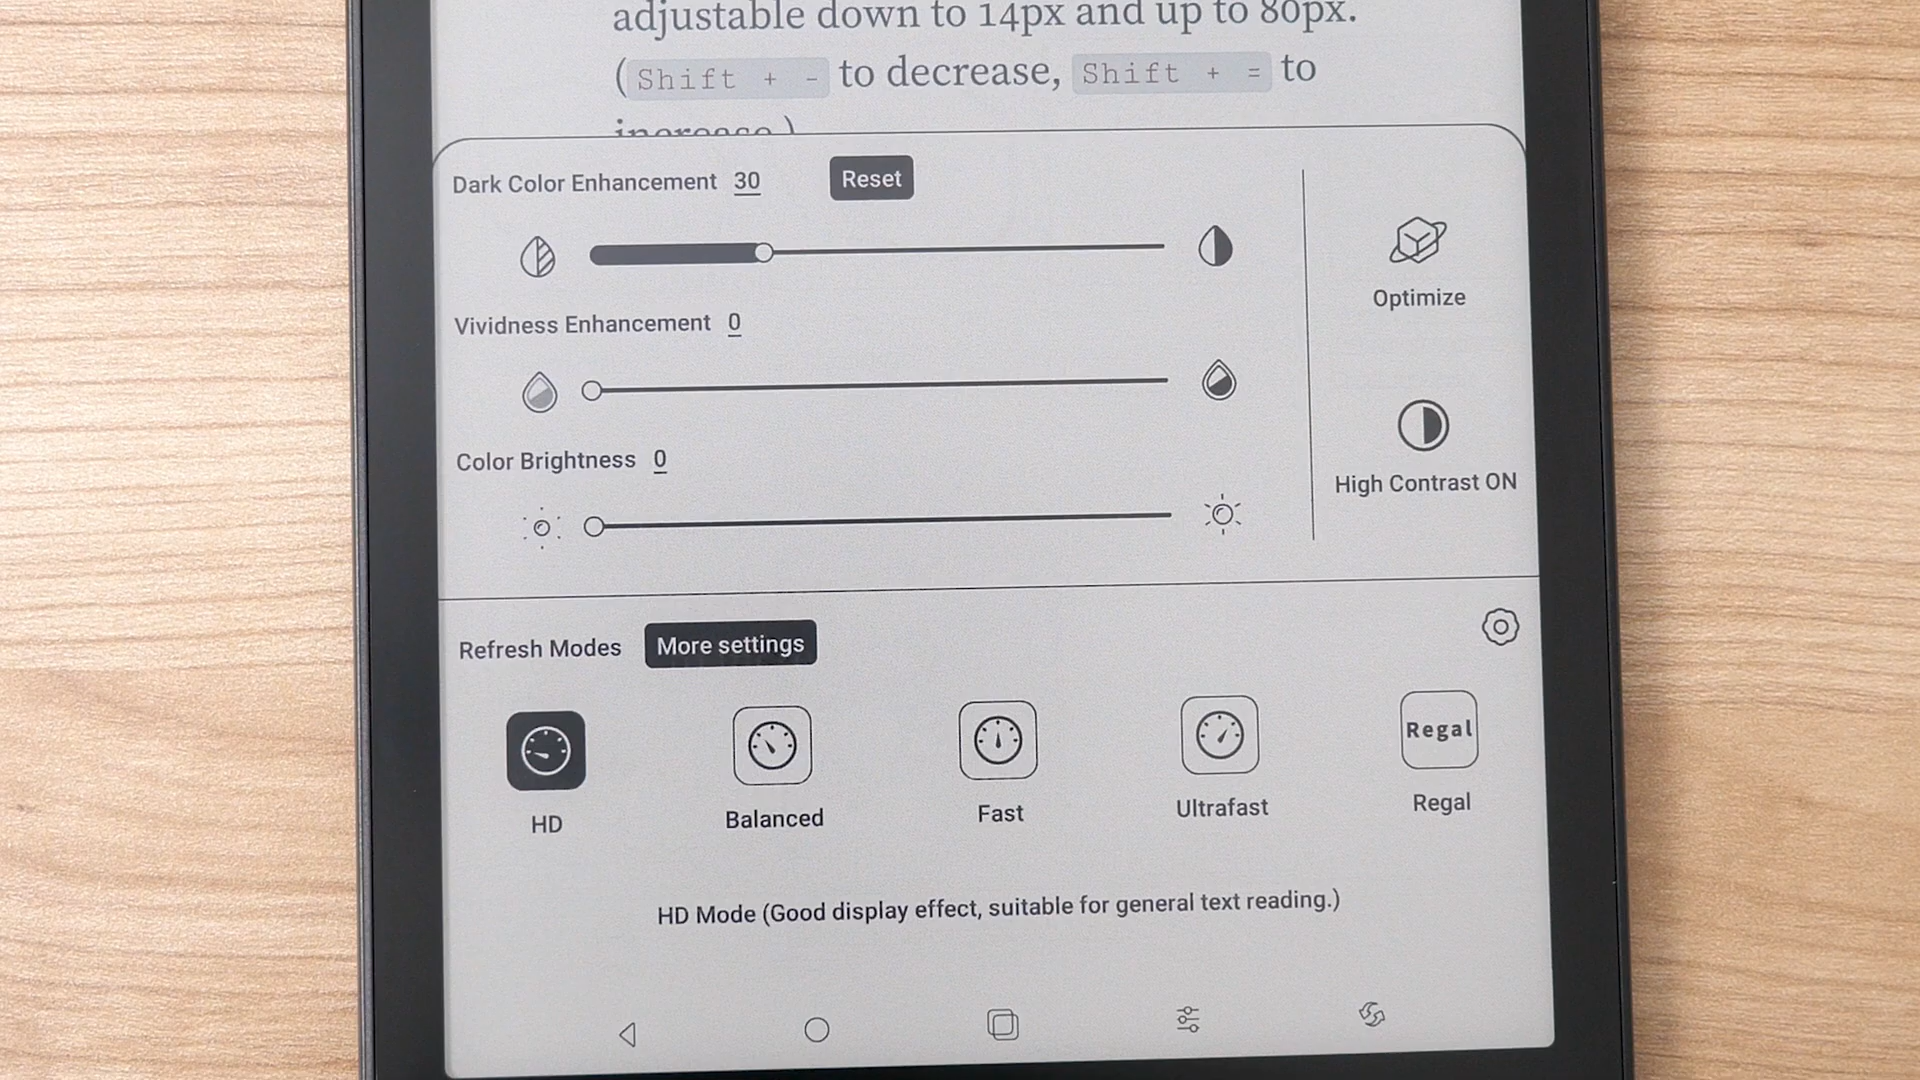 adjustable down to 14px and up to 80px.
(Shift + - to decrease, Shift + = to
increase.)
Dark Color Enhancement 30 Reset
Vividness Enhancement 0
Color Brightness 0
Optimize
High Contrast ON
Refresh Modes More settings
Regal
HD Balanced Fast Ultrafast Regal
HD Mode (Good display effect, suitable for general text reading.)